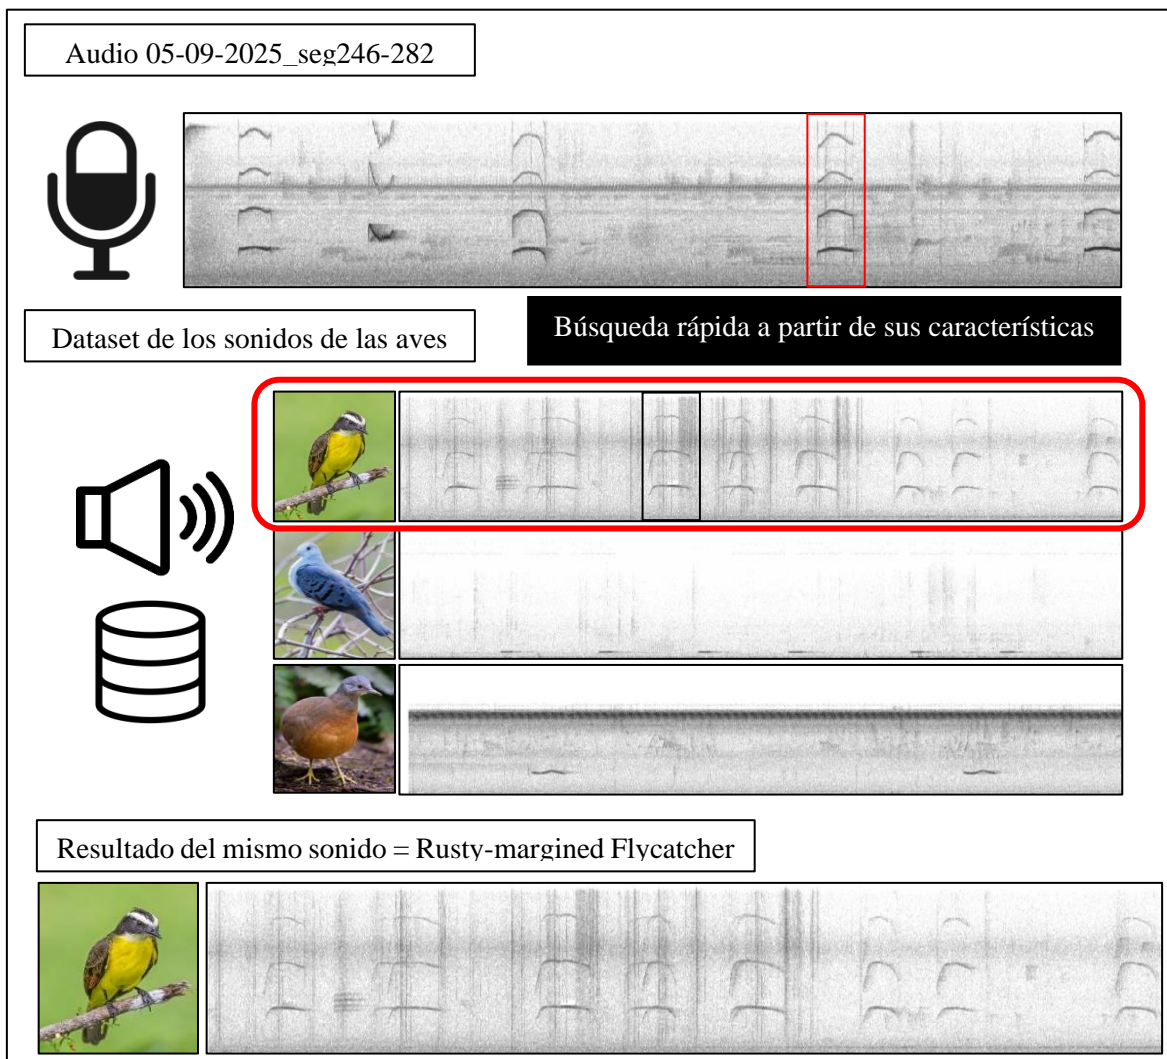 Audio 05-09-2025_seg246-282
Dataset de los sonidos de las aves
Búsqueda rápida a partir de sus características
Resultado del mismo sonido = Rusty-margined Flycatcher